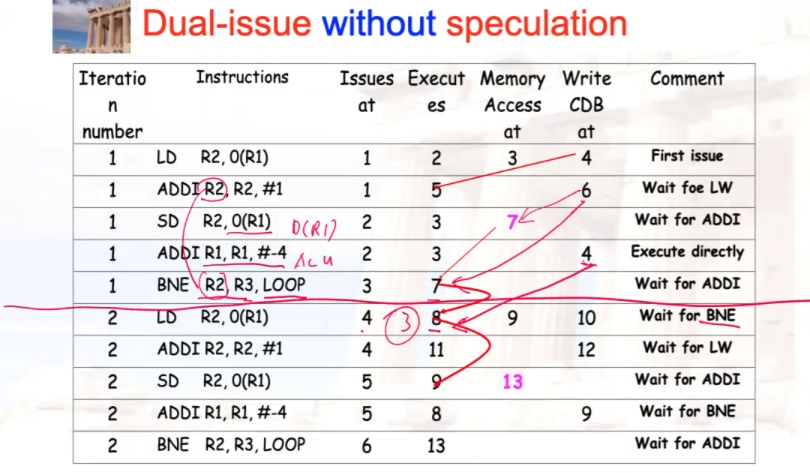 Dual-issue without speculation
Iteratio Instructions Issues Execut Memory Write Comment
n at es Access CDB
number at at
1 LD R2, 0(R1) 1 2 3 4 First issue
1 ADDI R2, R2, #1 1 5 6 Wait foe LW
1 SD R2, 0(R1) 2 3 7 Wait for ADDI
0(R1)
1 ADDI R1, R1, #-4 2 3 4 Execute directly
1 BNE R2, R3, LOOP 3 7 Wait for ADDI
2 LD R2, 0(R1) 4 3 8 9 10 Wait for BNE
2 ADDI R2, R2, #1 4 11 12 Wait for LW
2 SD R2, 0(R1) 5 9 13 Wait for ADDI
2 ADDI R1, R1, #-4 5 8 9 Wait for BNE
2 BNE R2, R3, LOOP 6 13 Wait for ADDI